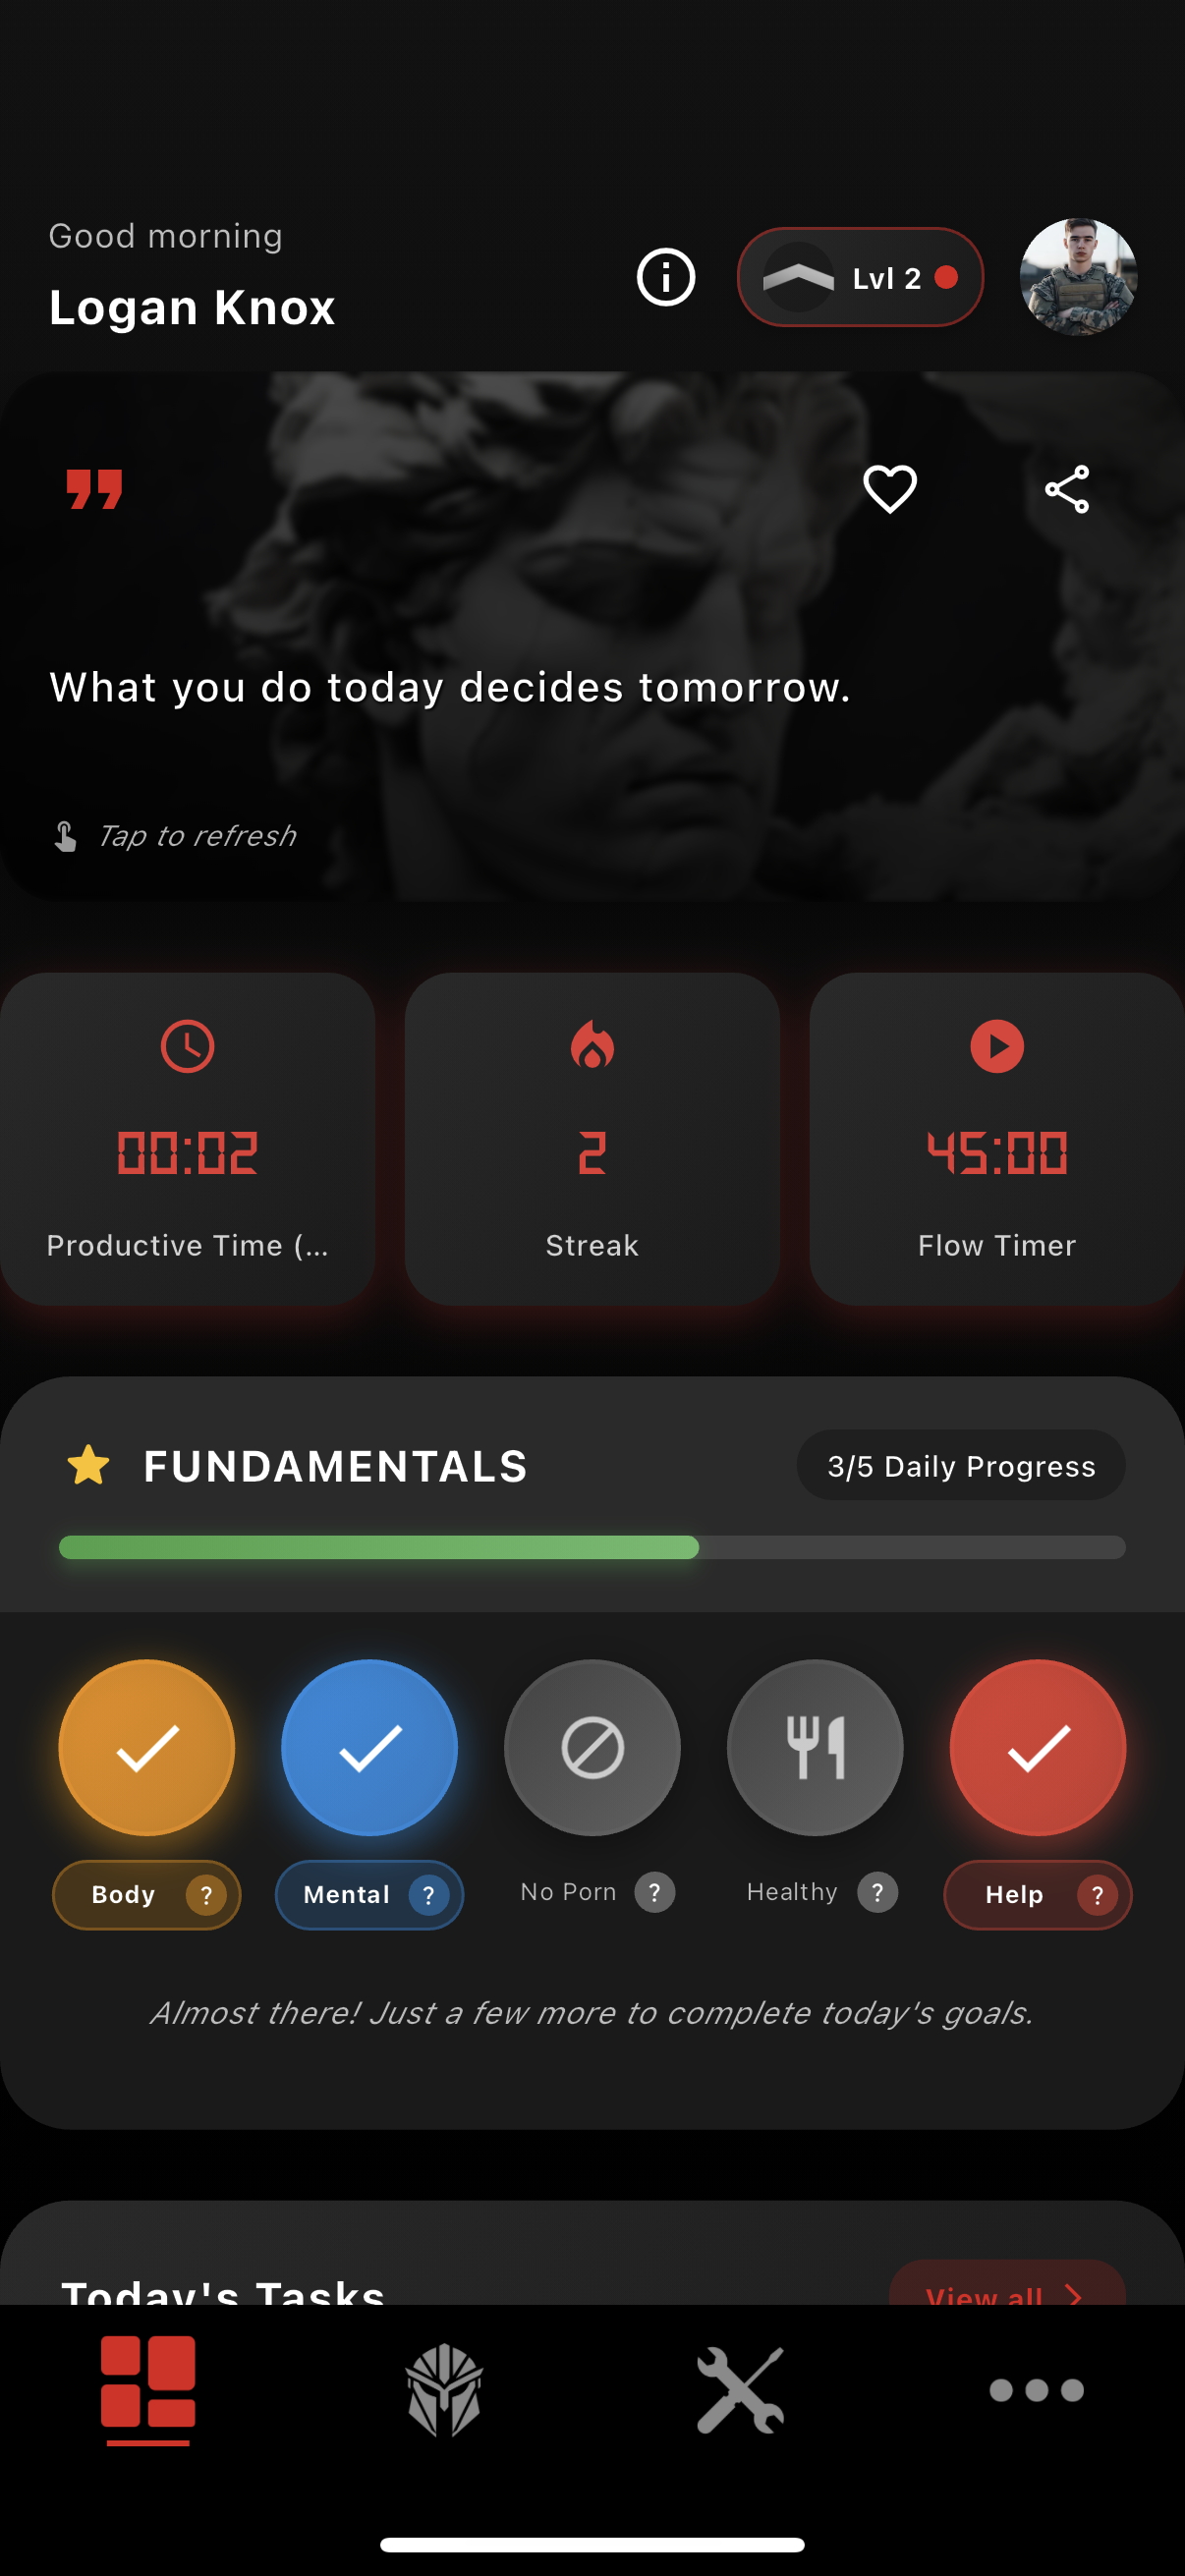 Good morning
Logan Knox
Lvl 2
What you do today decides tomorrow.
Tap to refresh
00:02
2
45:00
Productive Time (...
Streak
Flow Timer
FUNDAMENTALS
3/5 Daily Progress
Body ?
Mental ?
No Porn ?
Healthy ?
Help ?
Almost there! Just a few more to complete today's goals.
Today's Tasks
View all